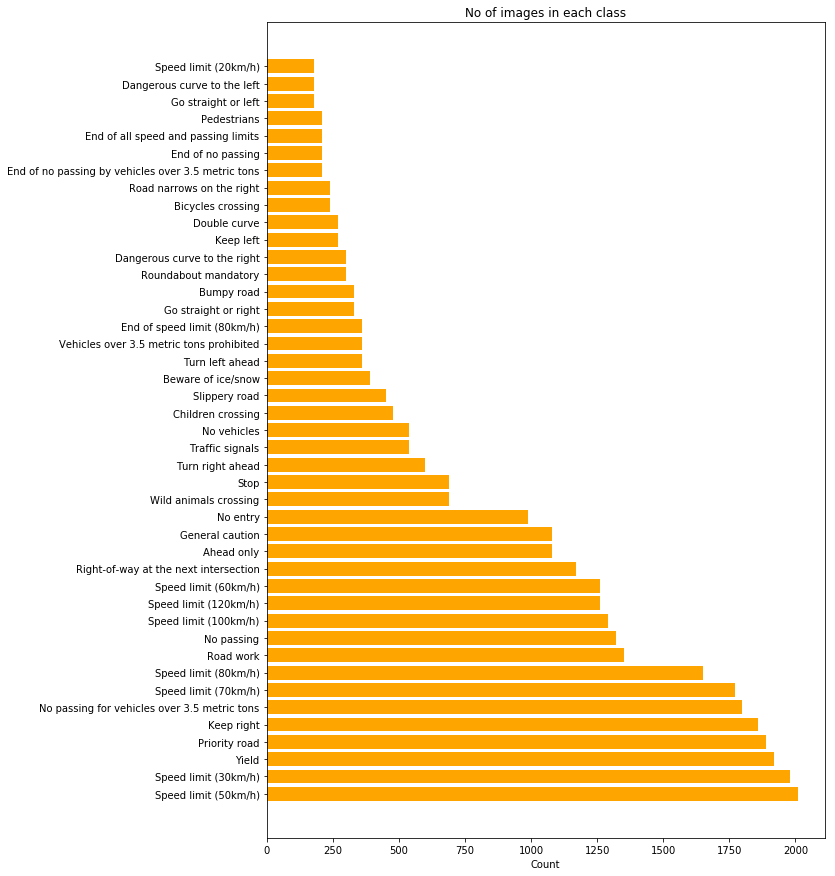 No of images in each class
Speed limit (20km/h)
Dangerous curve to the left
Go straight or left
Pedestrians
End of all speed and passing limits
End of no passing
End of no passing by vehicles over 3.5 metric tons
Road narrows on the right
Bicycles crossing
Double curve
Keep left
Dangerous curve to the right
Roundabout mandatory
Bumpy road
Go straight or right
End of speed limit (80km/h)
Vehicles over 3.5 metric tons prohibited
Turn left ahead
Beware of ice/snow
Slippery road
Children crossing
No vehicles
Traffic signals
Turn right ahead
Stop
Wild animals crossing
No entry
General caution
Ahead only
Right-of-way at the next intersection
Speed limit (60km/h)
Speed limit (120km/h)
Speed limit (100km/h)
No passing
Road work
Speed limit (80km/h)
Speed limit (70km/h)
No passing for vehicles over 3.5 metric tons
Keep right
Priority road
Yield
Speed limit (30km/h)
Speed limit (50km/h)
0 250 500 750 1000 1250 1500 1750 2000
Count